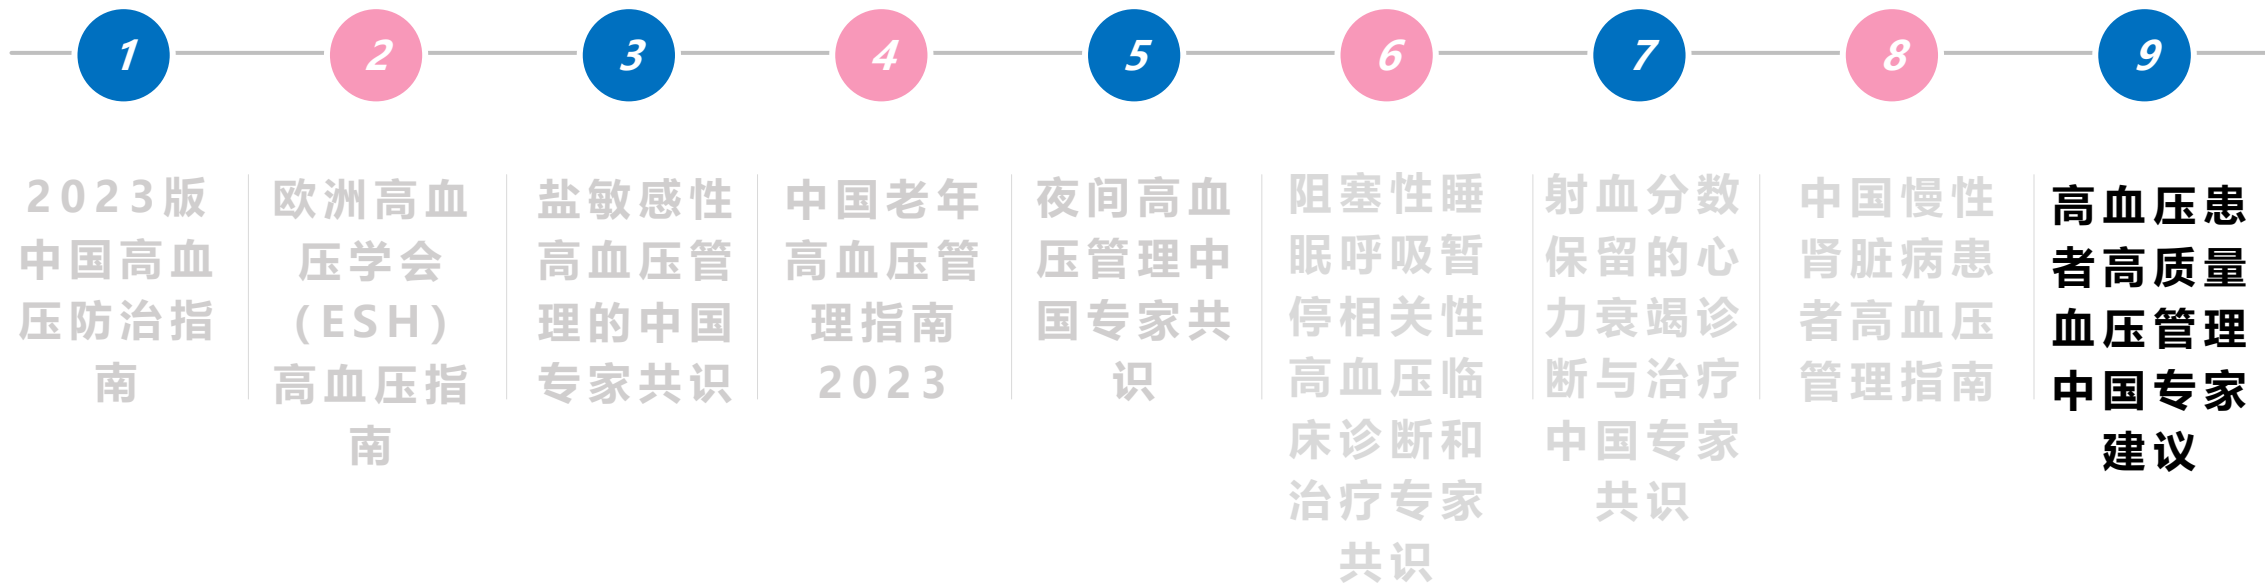 1
2
3
4
5
6
7
8
9
2023版
中国高血
压防治指
南
欧洲高血
压学会
(ESH)
高血压指
南
盐敏感性
高血压管
理的中国
专家共识
中国老年
高血压管
理指南
2023
夜间高血
压管理中
国专家共
识
阻塞性睡
眠呼吸暂
停相关性
高血压临
床诊断和
治疗专家
共识
射血分数
保留的心
力衰竭诊
断与治疗
中国专家
共识
中国慢性
肾脏病患
者高血压
管理指南
高血压患
者高质量
血压管理
中国专家
建议